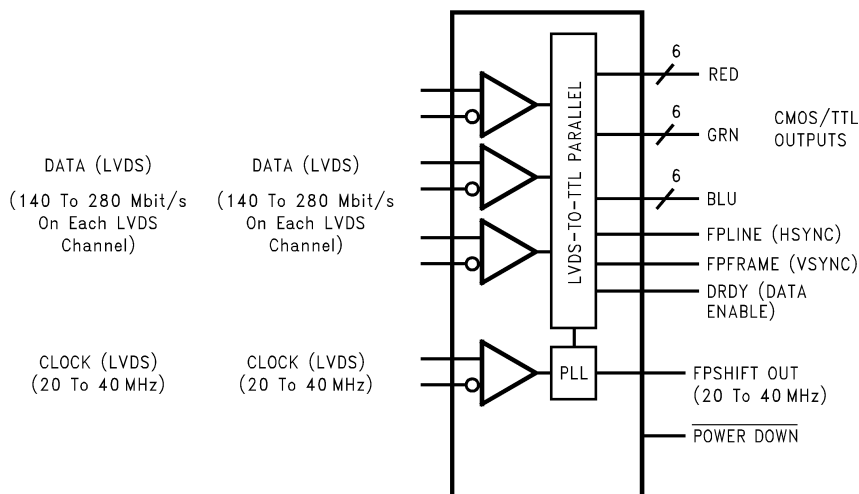 6
RED
6
GRN
CMOS/TTL
OUTPUTS
6
BLU
LVDS-TO-TTL PARALLEL
DATA (LVDS)
(140 To 280 Mbit/s
On Each LVDS
Channel)
DATA (LVDS)
(140 To 280 Mbit/s
On Each LVDS
Channel)
FPLINE (HSYNC)
FPFRAME (VSYNC)
DRDY (DATA
ENABLE)
CLOCK (LVDS)
(20 To 40 MHz)
CLOCK (LVDS)
(20 To 40 MHz)
PLL
FPSHIFT OUT
(20 To 40 MHz)
POWER DOWN